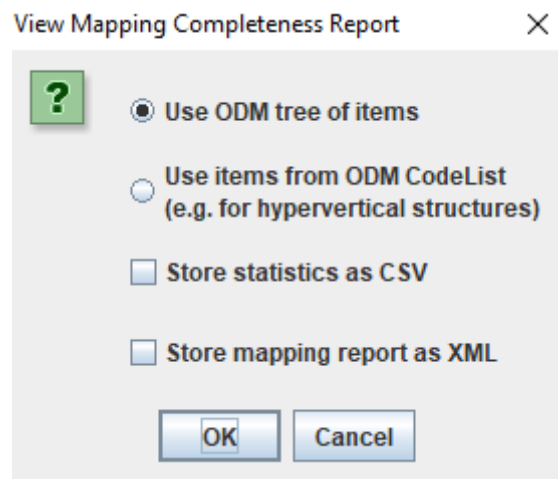 View Mapping Completeness Report
?
Use ODM tree of items
Use items from ODM CodeList
(e.g. for hypervertical structures)
Store statistics as CSV
Store mapping report as XML
OK
Cancel